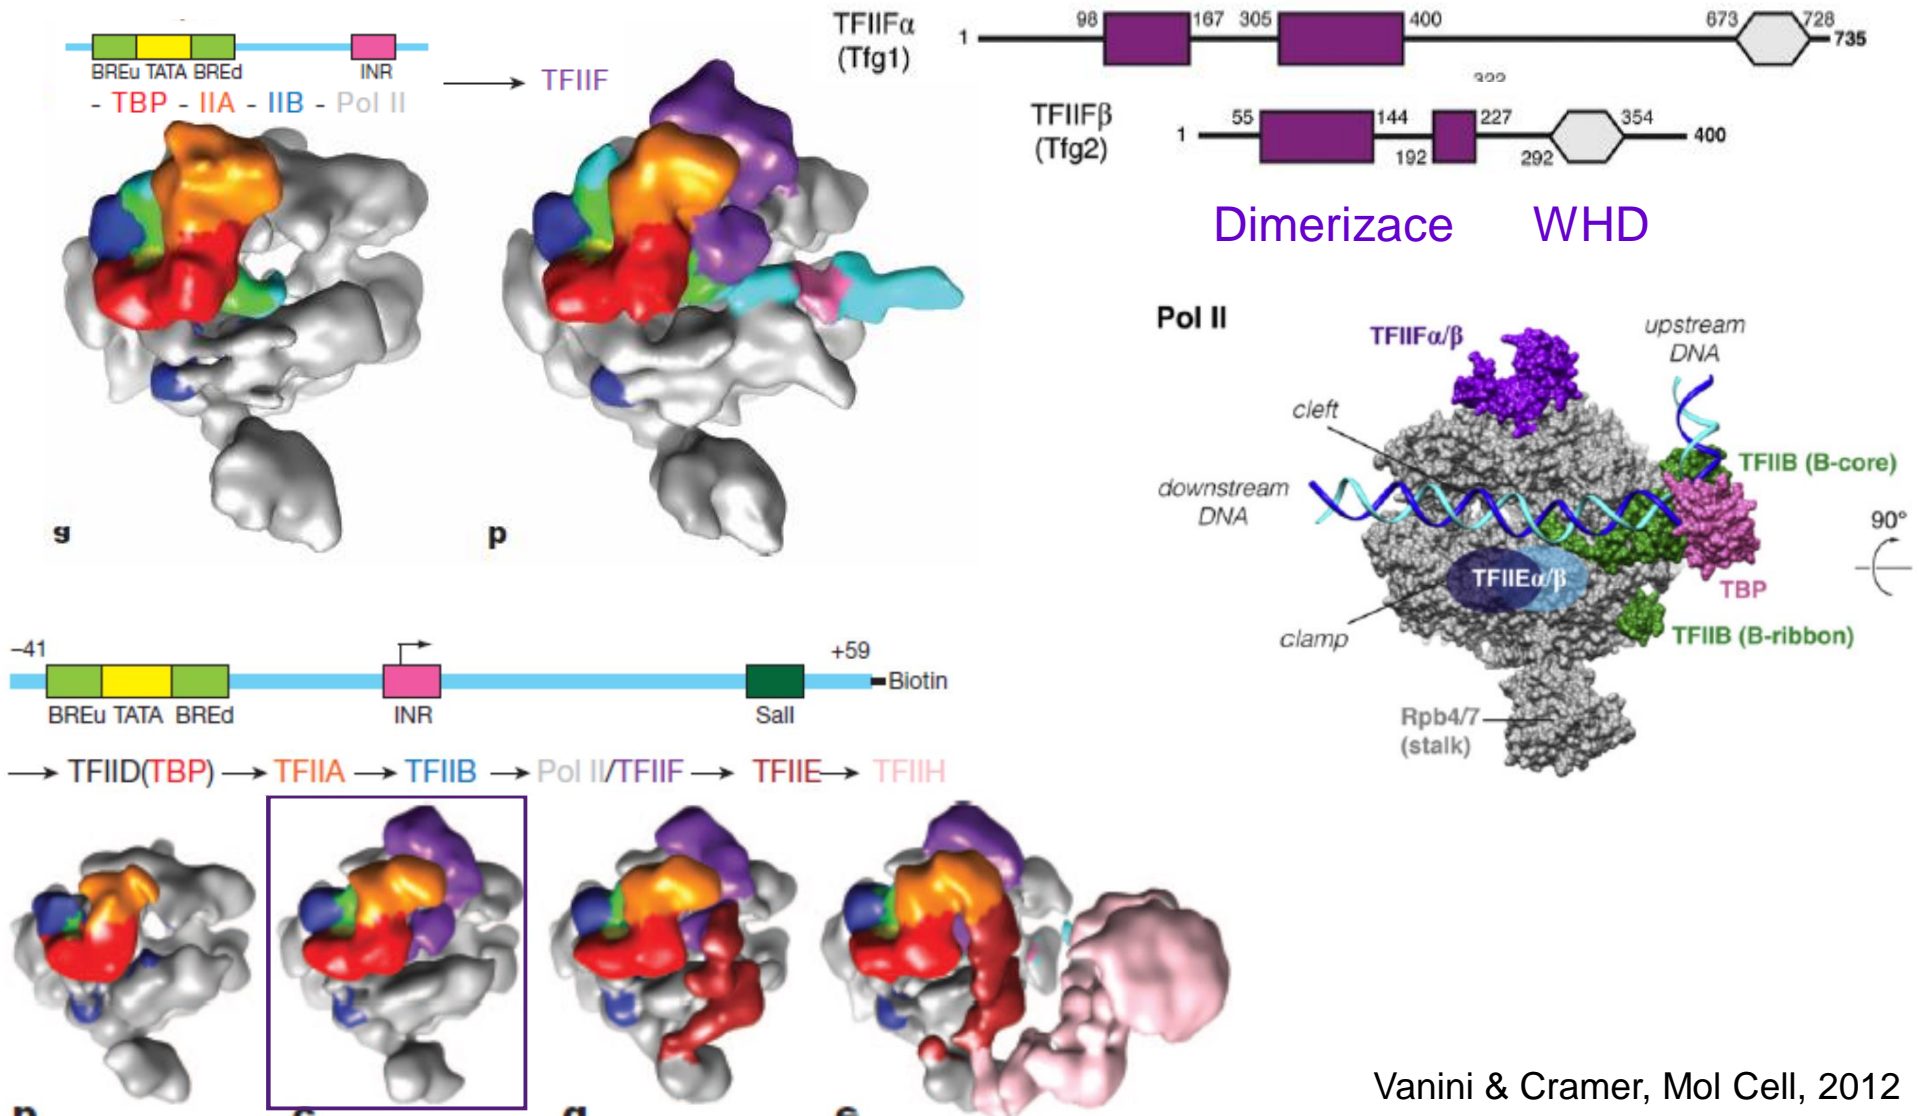 BREu TATA BREd INR
- TBP - IIA - IIB - Pol II
TFIIF
g
p
TFIIFα
(Tfg1)
1 98 167 305 400 673 728 735
TFIIFβ
(Tfg2)
1 55 144 192 227 292 354 400
Dimerizace WHD
Pol II
TFIIFα/β
upstream
DNA
cleft
TFIIB (B-core)
downstream
DNA
90°
TFIIEα/β
TBP
clamp
TFIIB (B-ribbon)
Rpb4/7
(stalk)
–41 +59
Biotin
BREu TATA BREd INR SalI
TFIID(TBP) TFIIA TFIIB Pol II/TFIIF TFIIE TFIIH
Vanini & Cramer, Mol Cell, 2012